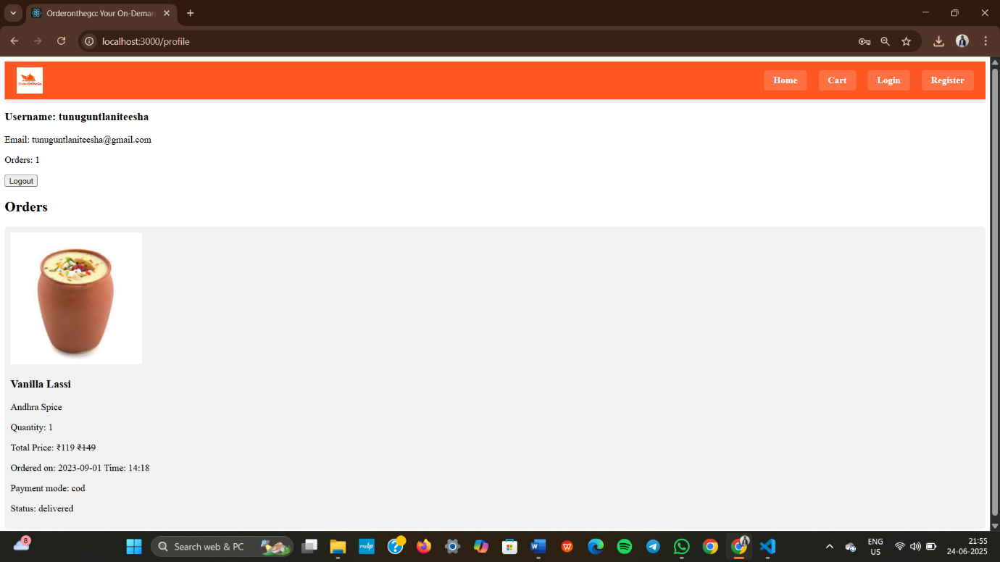 Orderonthego: Your On-Deman
localhost:3000/profile
OrderOnTheGo
Home Cart Login Register
Username: tunuguntlaniteesha
Email: tunuguntlaniteesha@gmail.com
Orders: 1
Logout
Orders
Vanilla Lassi
Andhra Spice
Quantity: 1
Total Price: ₹119 ₹149
Ordered on: 2023-09-01 Time: 14:18
Payment mode: cod
Status: delivered
8
Search web & PC
ENG
US
21:55
24-06-2025